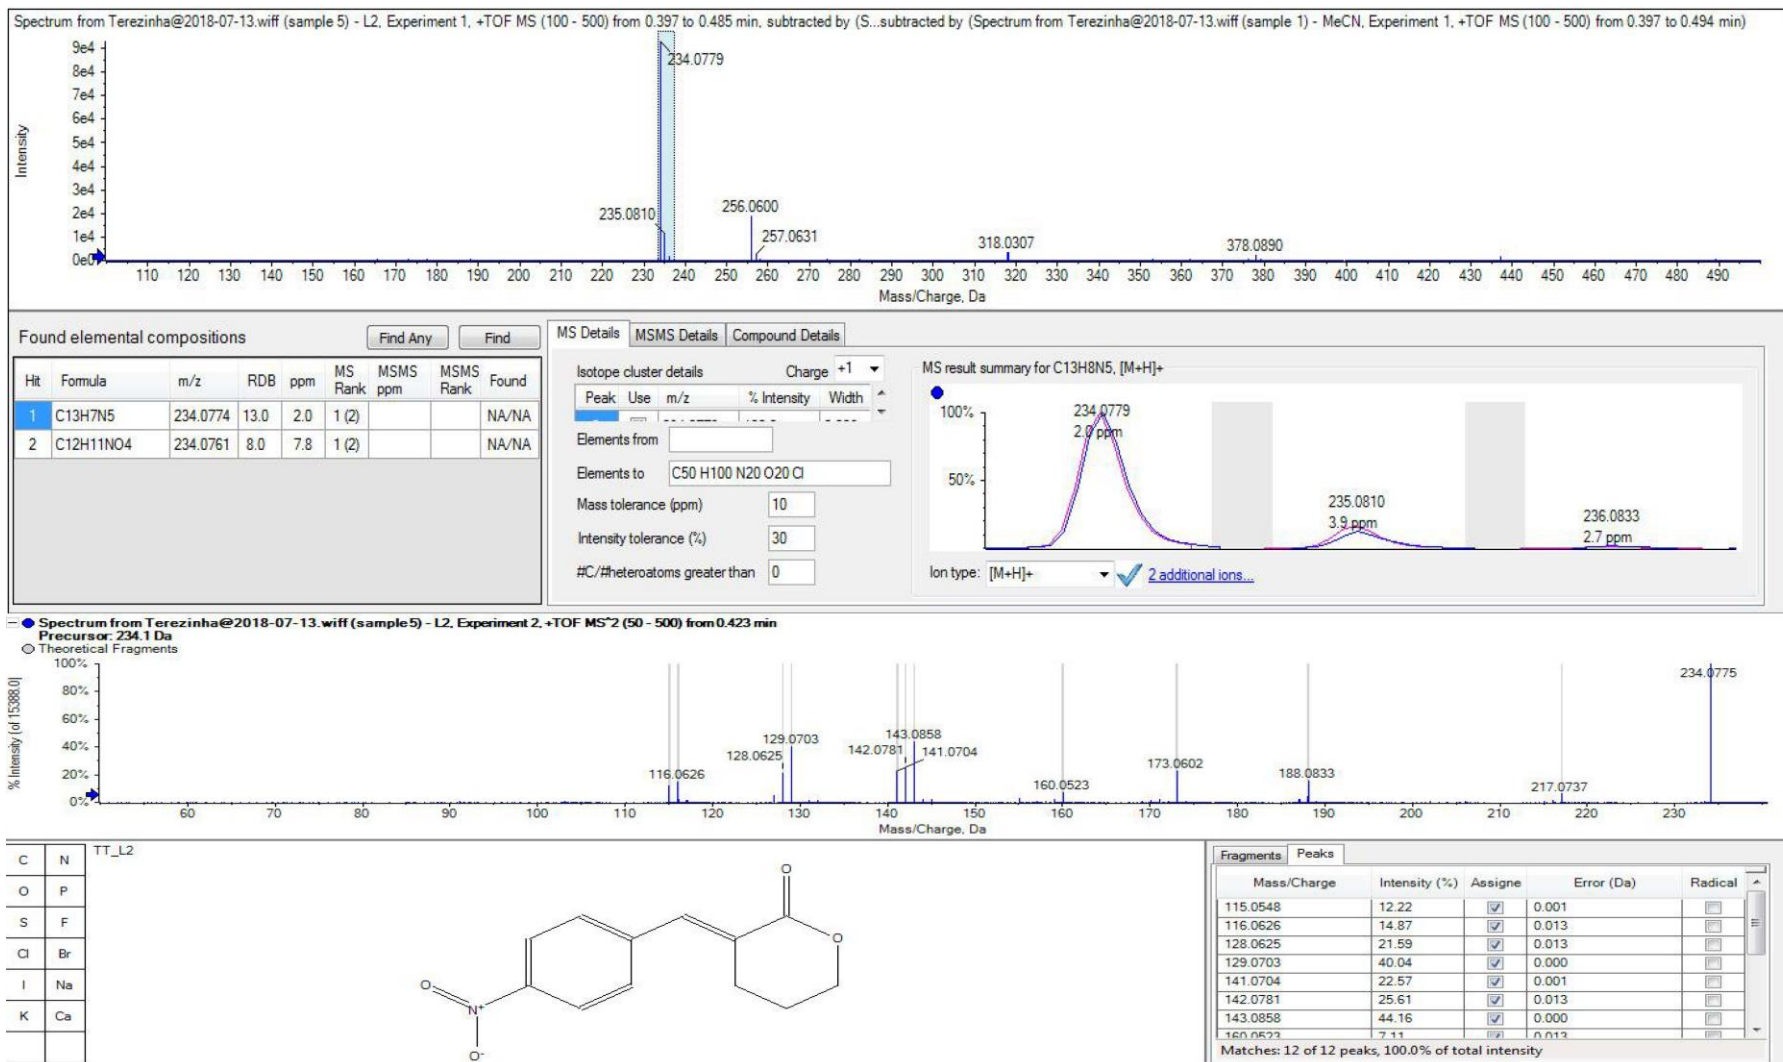 Spectrum from Terezinha@2018-07-13.wiff (sample 5) - L2, Experiment 1, +TOF MS (100 - 500) from 0.397 to 0.485 min, subtracted by (S...subtracted by (Spectrum from Terezinha@2018-07-13.wiff (sample 1) - MeCN, Experiment 1, +TOF MS (100 - 500) from 0.397 to 0.494 min)
Intensity
9e4
8e4
7e4
6e4
5e4
4e4
3e4
2e4
1e4
0e0
234.0779
235.0810
256.0600
257.0631
318.0307
378.0890
110 120 130 140 150 160 170 180 190 200 210 220 230 240 250 260 270 280 290 300 310 320 330 340 350 360 370 380 390 400 410 420 430 440 450 460 470 480 490
Mass/Charge, Da
Found elemental compositions
Find Any
Find
Hit Formula m/z RDB ppm MS Rank MSMS ppm MSMS Rank Found
1 C13H7N5 234.0774 13.0 2.0 1 (2) NA/NA
2 C12H11NO4 234.0761 8.0 7.8 1 (2) NA/NA
MS Details
MSMS Details
Compound Details
Isotope cluster details
Charge +1
Peak Use m/z % Intensity Width
Elements from
Elements to C50 H100 N20 O20 Cl
Mass tolerance (ppm) 10
Intensity tolerance (%) 30
#C/#heteroatoms greater than 0
MS result summary for C13H8N5, [M+H]+
100%
50%
234.0779
2.0 ppm
235.0810
3.9 ppm
236.0833
2.7 ppm
Ion type: [M+H]+
2 additional ions...
Spectrum from Terezinha@2018-07-13.wiff (sample 5) - L2, Experiment 2, +TOF MS^2 (50 - 500) from 0.423 min
Precursor: 234.1 Da
Theoretical Fragments
% Intensity (of 15388.0)
100%
80%
60%
40%
20%
0%
116.0626
128.0625
129.0703
142.0781
143.0858
141.0704
160.0523
173.0602
188.0833
217.0737
234.0775
60 70 80 90 100 110 120 130 140 150 160 170 180 190 200 210 220 230
Mass/Charge, Da
C N
O P
S F
Cl Br
I Na
K Ca
TT_L2
O
O
O
N+
O-
Fragments
Peaks
Mass/Charge Intensity (%) Assigne Error (Da) Radical
115.0548 12.22 0.001
116.0626 14.87 0.013
128.0625 21.59 0.013
129.0703 40.04 0.000
141.0704 22.57 0.001
142.0781 25.61 0.013
143.0858 44.16 0.000
160.0523 7.11 0.013
Matches: 12 of 12 peaks, 100.0% of total intensity